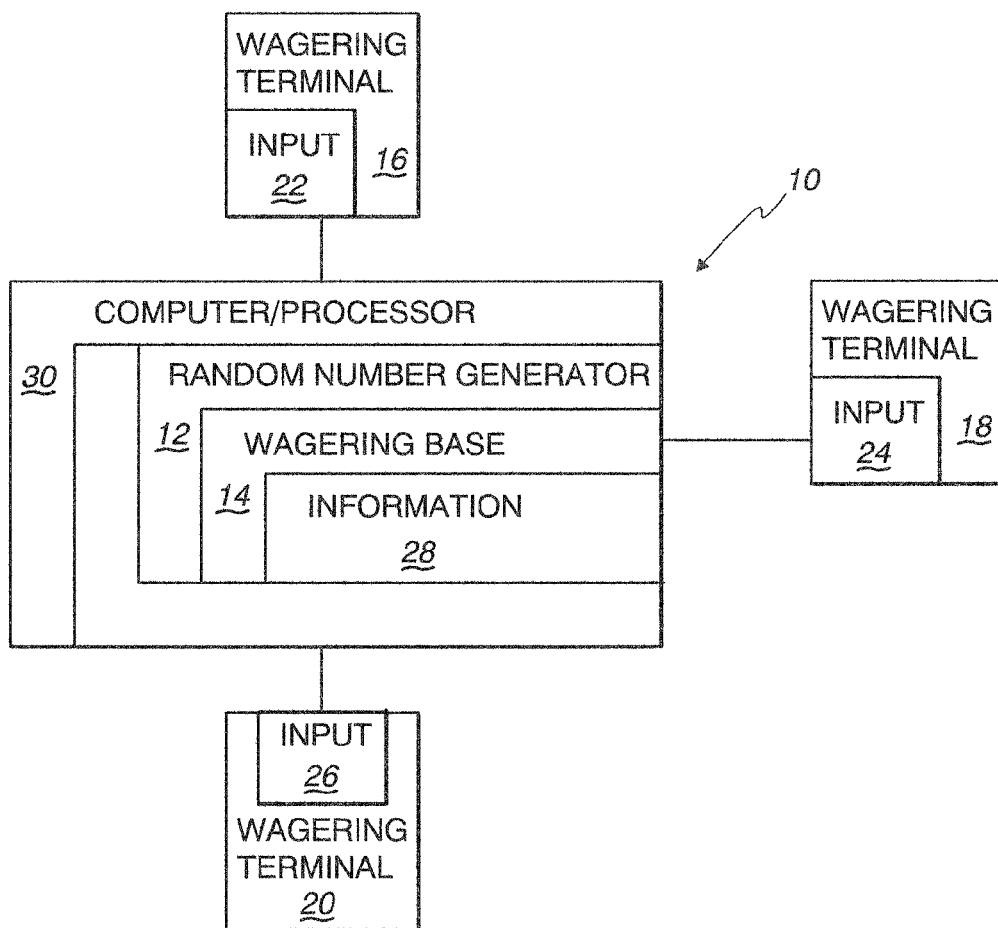 WAGERING
TERMINAL
INPUT
22
16
10
COMPUTER/PROCESSOR
30
RANDOM NUMBER GENERATOR
12
WAGERING BASE
14
INFORMATION
28
WAGERING
TERMINAL
INPUT
24
18
INPUT
26
WAGERING
TERMINAL
20